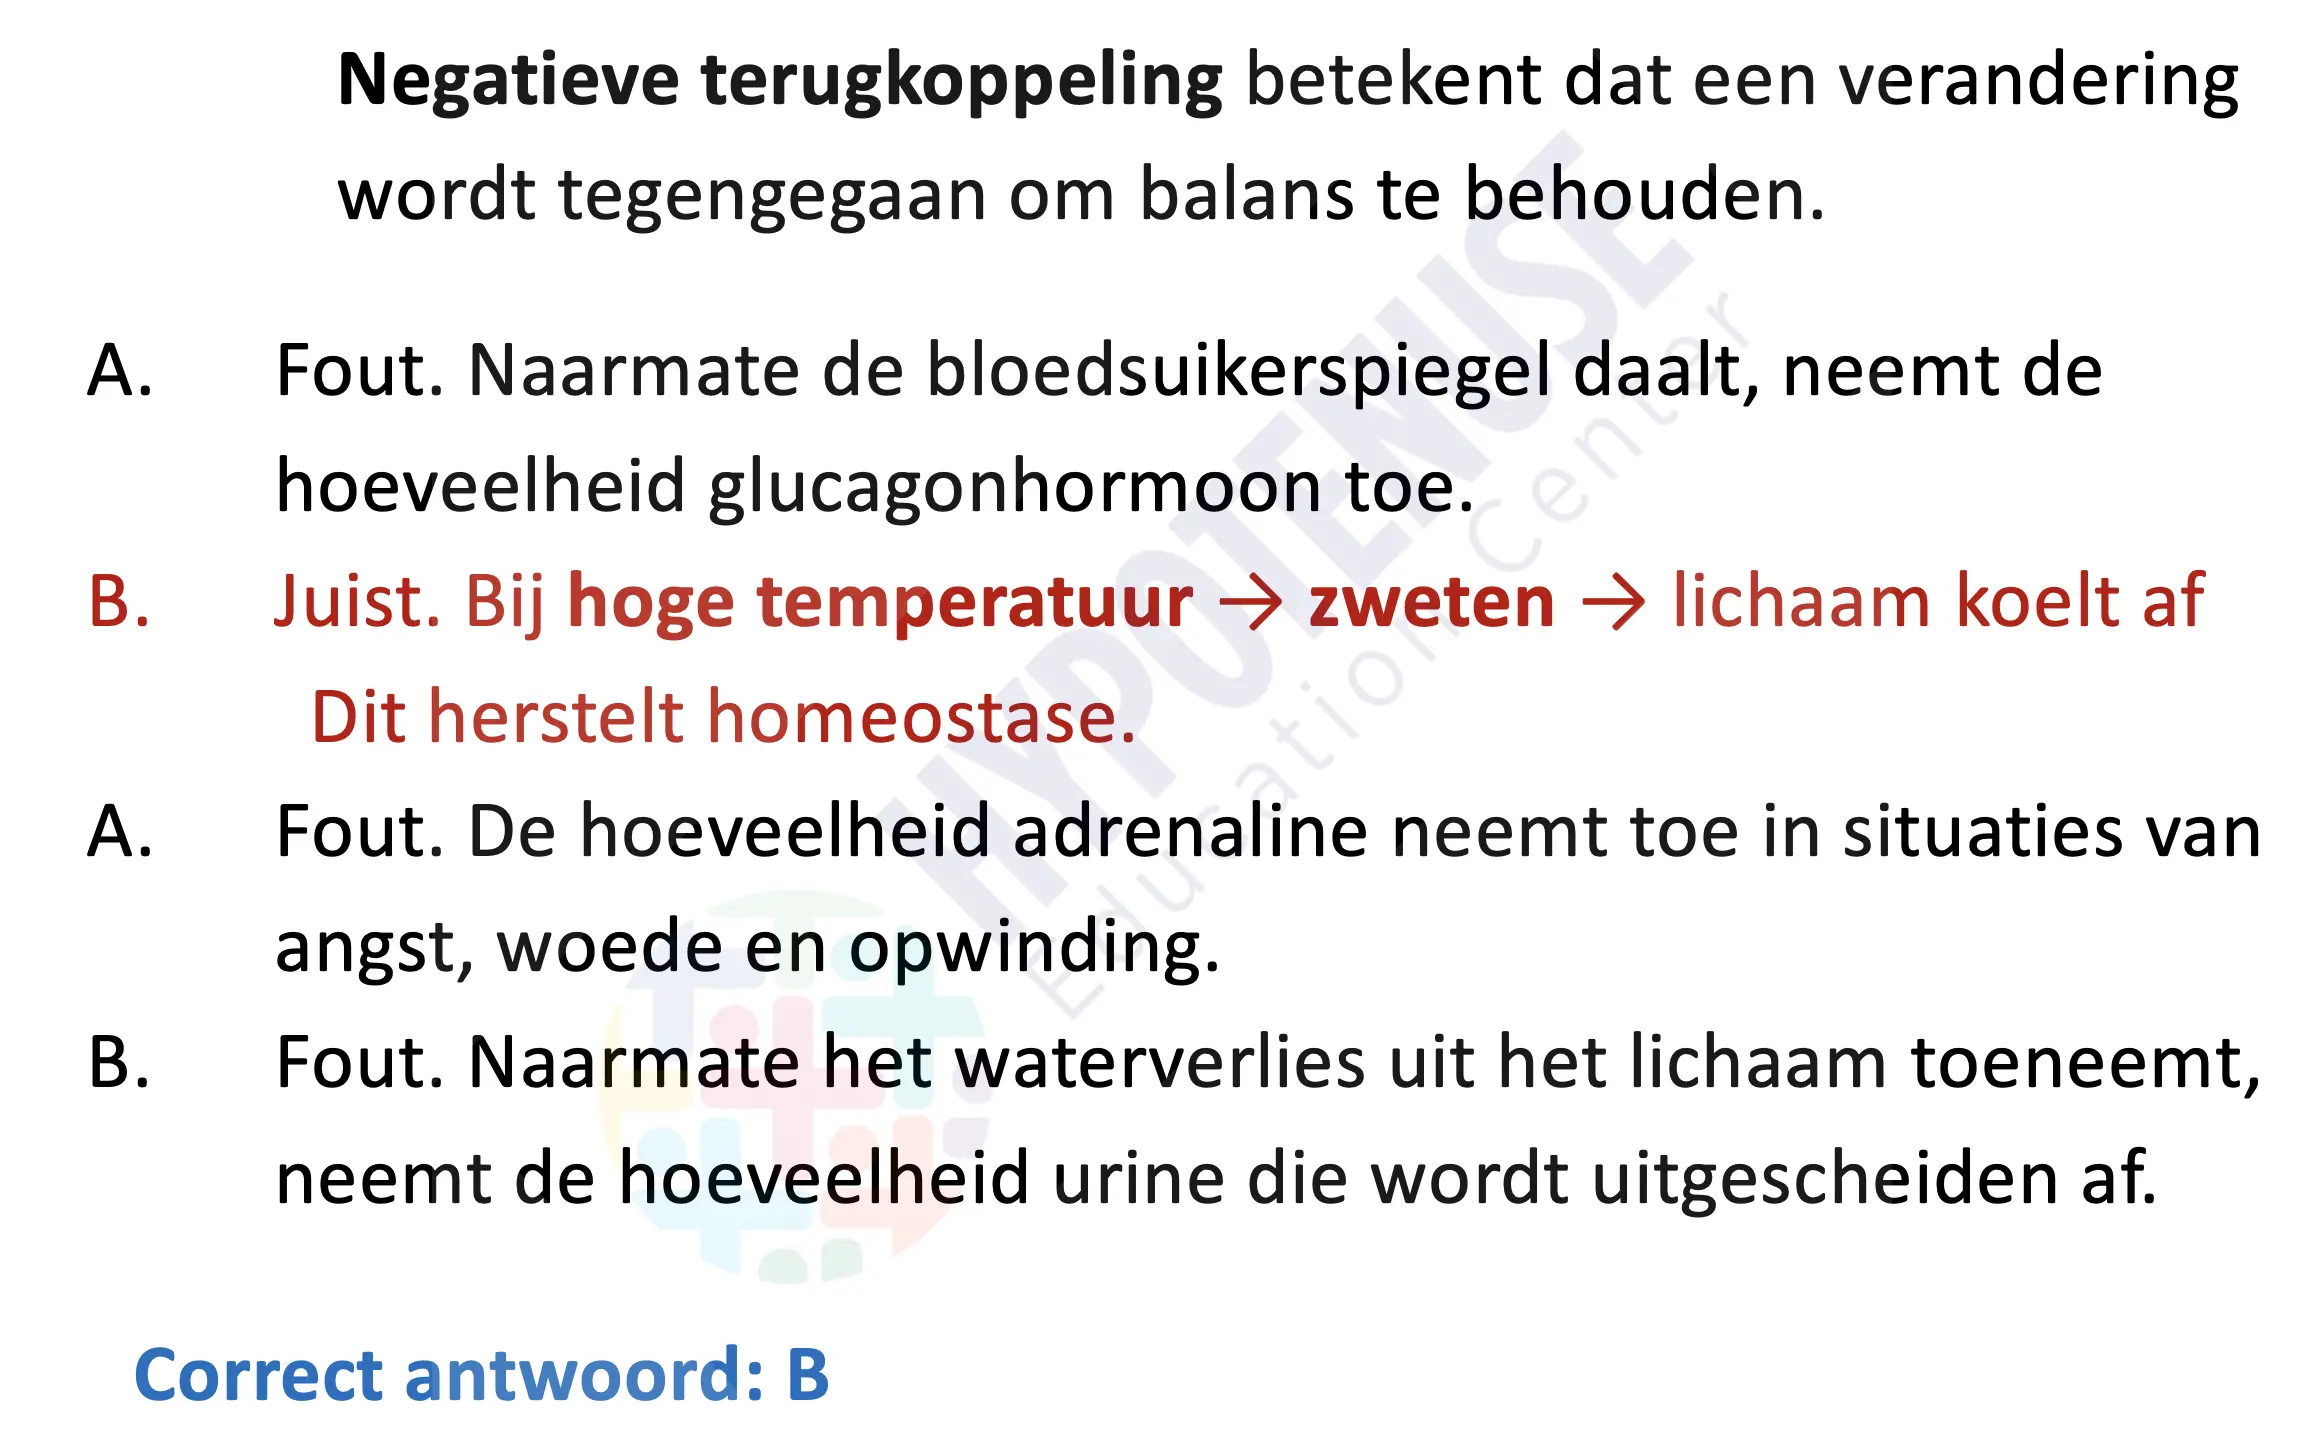 Negatieve terugkoppeling betekent dat een verandering
wordt tegengegaan om balans te behouden.
A. Fout. Naarmate de bloedsuikerspiegel daalt, neemt de
hoeveelheid glucagonhormoon toe.
B. Juist. Bij hoge temperatuur → zweten → lichaam koelt af
Dit herstelt homeostase.
A. Fout. De hoeveelheid adrenaline neemt toe in situaties van
angst, woede en opwinding.
B. Fout. Naarmate het waterverlies uit het lichaam toeneemt,
neemt de hoeveelheid urine die wordt uitgescheiden af.
Correct antwoord: B
HYPOTENUSE
Education Center